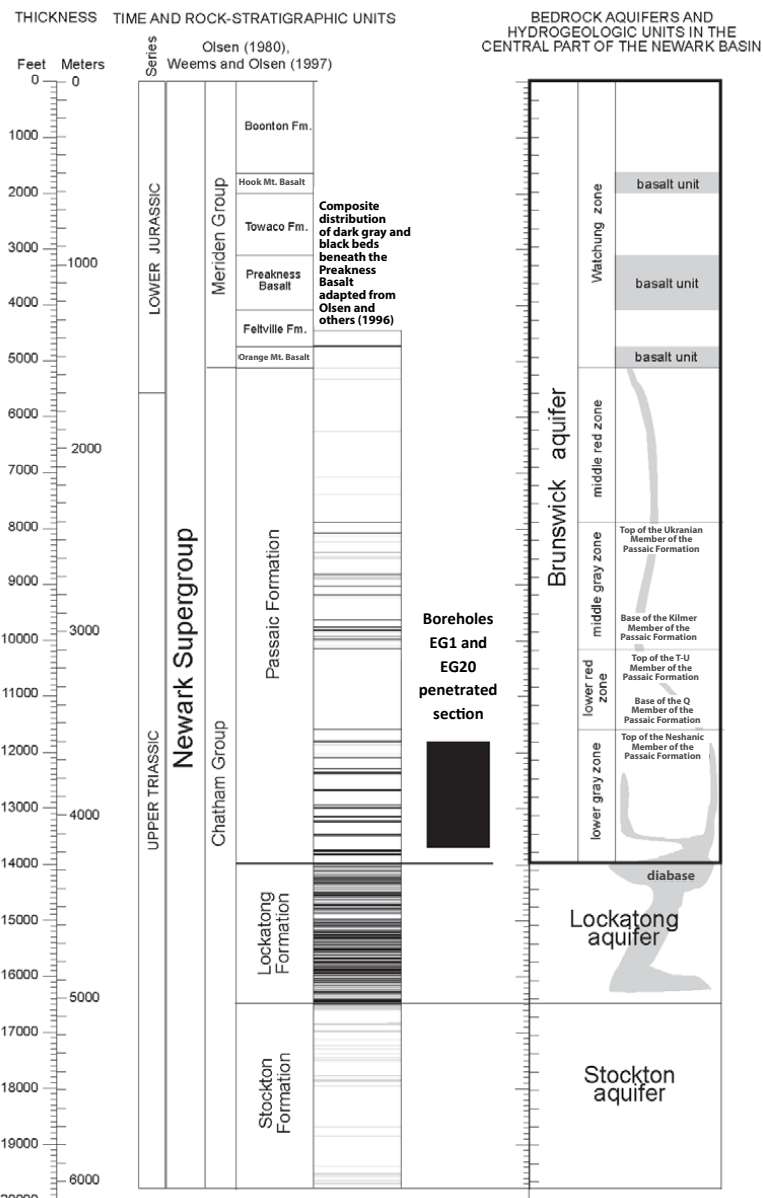 THICKNESS
TIME AND ROCK-STRATIGRAPHIC UNITS
BEDROCK AQUIFERS AND
HYDROGEOLOGIC UNITS IN THE
CENTRAL PART OF THE NEWARK BASIN
Feet
Meters
Series
Olsen (1980),
Weems and Olsen (1997)
0
1000
2000
3000
4000
5000
6000
7000
8000
9000
10000
11000
12000
13000
14000
15000
16000
17000
18000
19000
0
1000
2000
3000
4000
5000
6000
LOWER JURASSIC
UPPER TRIASSIC
Newark Supergroup
Meriden Group
Chatham Group
Boonton Fm.
Hook Mt. Basalt
Towaco Fm.
Preakness
Basalt
Feltville Fm.
Orange Mt. Basalt
Passaic Formation
Lockatong
Formation
Stockton
Formation
Composite
distribution
of dark gray and
black beds
beneath the
Preakness
Basalt
adapted from
Olsen and
others (1996)
Boreholes
EG1 and
EG20
penetrated
section
Brunswick aquifer
Watchung zone
middle red zone
middle gray zone
lower red
zone
lower gray zone
basalt unit
basalt unit
basalt unit
Top of the Ukranian
Member of the
Passaic Formation
Base of the Kilmer
Member of the
Passaic Formation
Top of the T-U
Member of the
Passaic Formation
Base of the Q
Member of the
Passaic Formation
Top of the Neshanic
Member of the
Passaic Formation
diabase
Lockatong
aquifer
Stockton
aquifer